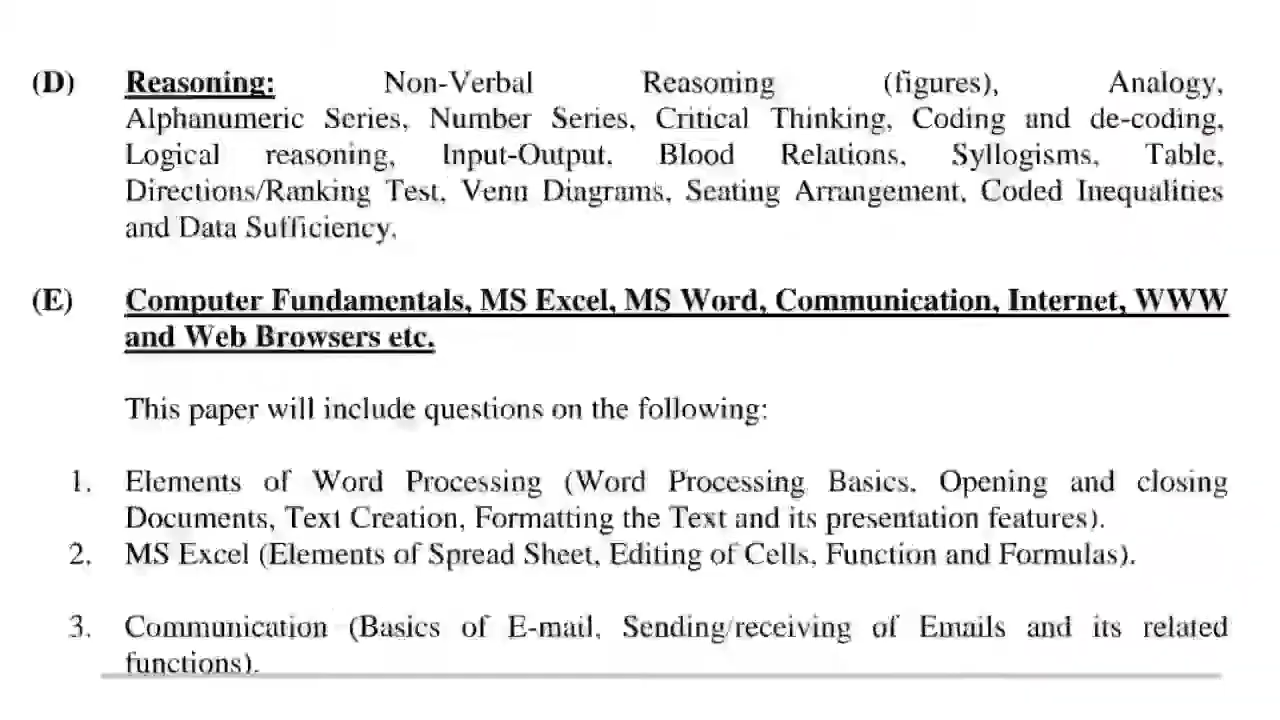 (D) Reasoning: Non-Verbal Reasoning (figures), Analogy,
Alphanumeric Series, Number Series, Critical Thinking, Coding and de-coding,
Logical reasoning, Input-Output, Blood Relations, Syllogisms, Table,
Directions/Ranking Test, Venn Diagrams, Seating Arrangement, Coded Inequalities
and Data Sufficiency.
(E) Computer Fundamentals, MS Excel, MS Word, Communication, Internet, WWW
and Web Browsers etc.
This paper will include questions on the following:
1. Elements of Word Processing (Word Processing Basics, Opening and closing
Documents, Text Creation, Formatting the Text and its presentation features).
2. MS Excel (Elements of Spread Sheet, Editing of Cells, Function and Formulas).
3. Communication (Basics of E-mail, Sending/receiving of Emails and its related
functions).